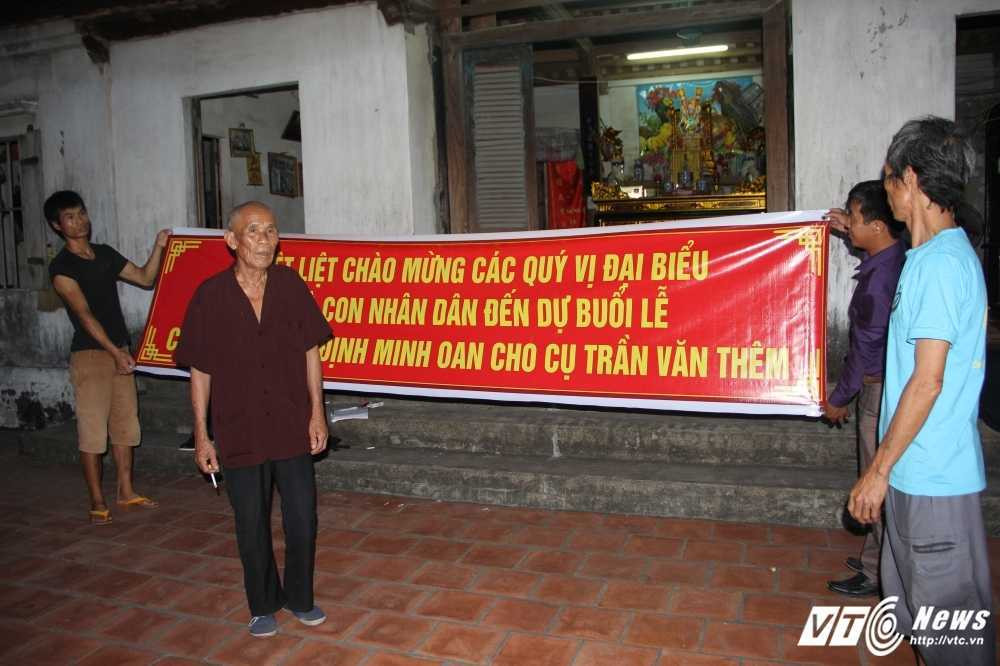 LIỆT CHÀO MỪNG CÁC QUÝ VỊ ĐẠI BIỂU
CON NHÂN DÂN ĐẾN DỰ BUỔI LỄ
ĐỊNH MINH OAN CHO CỤ TRẦN VĂN THÊM
VTC News
http://vtc.vn/